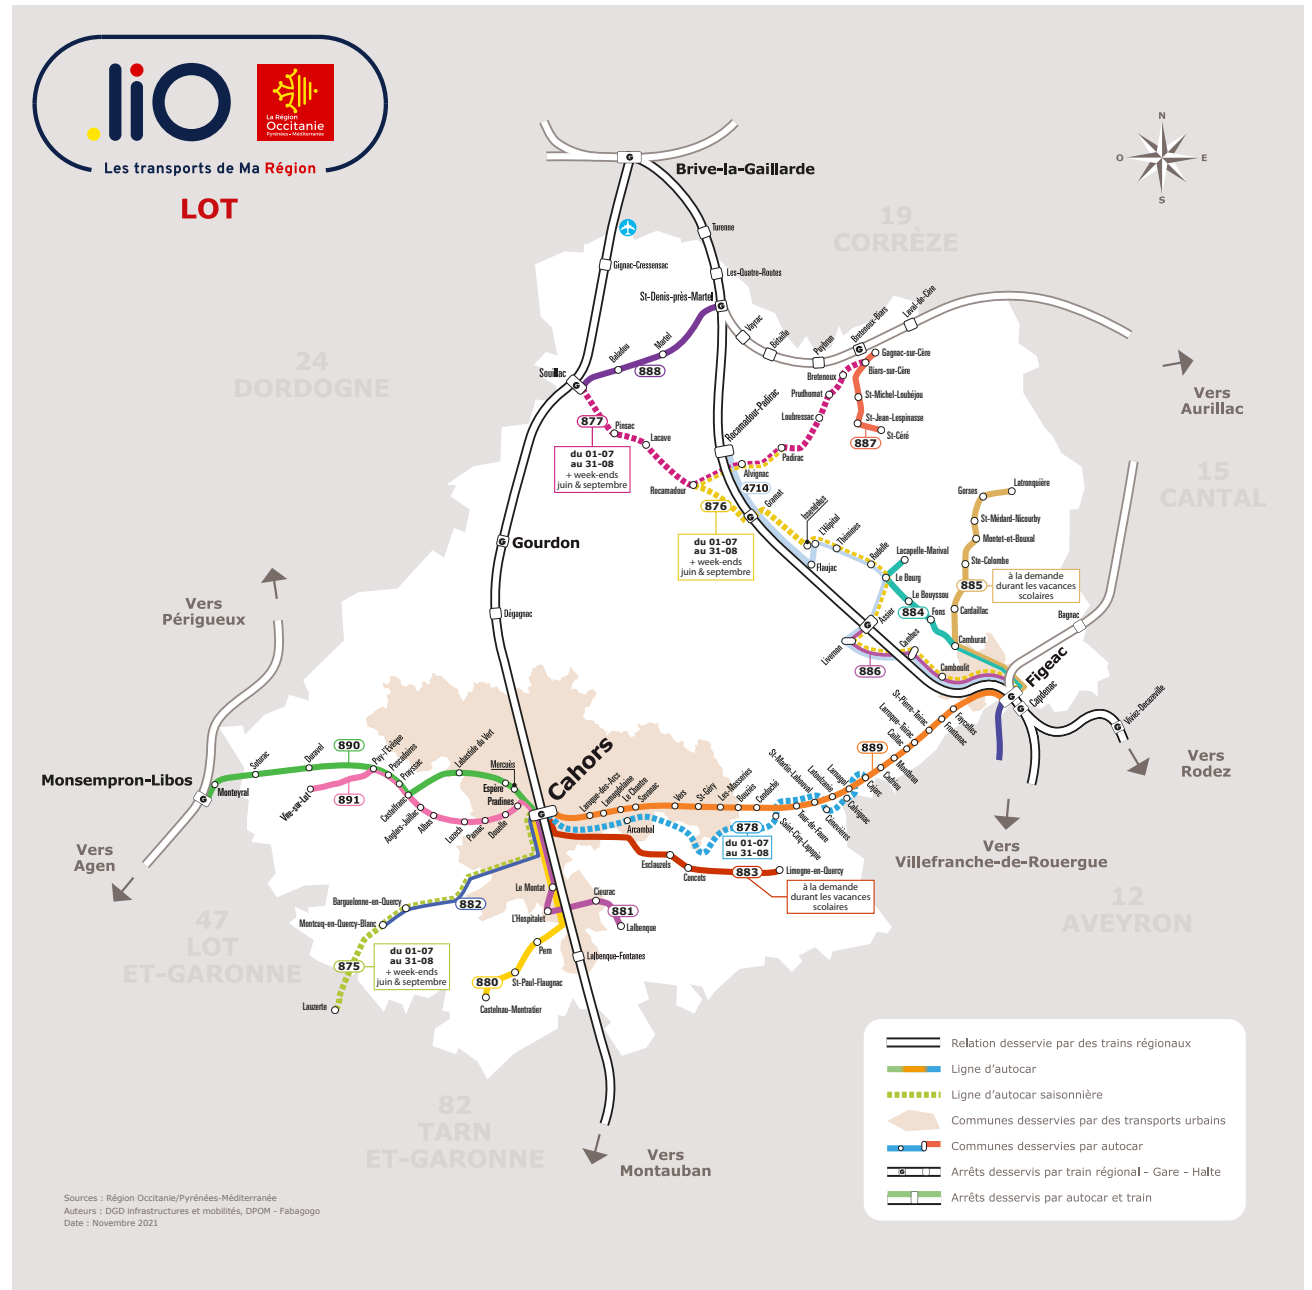 .liO
La Région
Occitanie
Pyrénées - Méditerranée
Les transports de Ma Région
LOT
N
O
E
S
Brive-la-Gaillarde
19
CORRÈZE
Turenne
Gignac-Cressensac
Les-Quatre-Routes
St-Denis-près-Martel
Vayrac
Bétaille
Puybrun
Bretenoux-Biars
Laval-de-Cère
24
DORDOGNE
Souillac
Baladou
Martel
888
Gagnac-sur-Cère
Biars-sur-Cère
Bretenoux
Prudhomat
Loubressac
St-Michel-Loubéjou
St-Jean-Lespinasse
St-Céré
887
Vers
Aurillac
877
Pinsac
Lacave
du 01-07
au 31-08
+ week-ends
juin & septembre
Rocamadour-Padirac
Padirac
Alvignac
Rocamadour
4710
876
Gramat
du 01-07
au 31-08
+ week-ends
juin & septembre
15
CANTAL
Gorses
Latronquière
St-Médard-Nicourby
Montet-et-Bouxal
Ste-Colombe
885
à la demande
durant les vacances
scolaires
Cardaillac
Bagnac
Issendolus
L'Hôpital
Thémines
Flaujac
Rudelle
Lacapelle-Marival
Le Bourg
Le Bouyssou
884
Fons
Camburat
Assier
Livernon
886
Cambes
Camboulit
Figeac
Capdenac
Gourdon
Dégagnac
Vers
Périgueux
Viviez-Decazeville
Vers
Rodez
St-Pierre-Toirac
Larroque-Toirac
Faycelles
Frontenac
889
Montbrun
Cadrieu
Cajarc
Calvignac
Larnagol
Cénevières
St-Martin-Labouval
Tour-de-Faure
Saint-Cirq-Lapopie
Vers
Villefranche-de-Rouergue
12
AVEYRON
Monsempron-Libos
Monteyral
Soturac
Duravel
890
Puy-l'Évêque
Pescadoires
Prayssac
Vire-sur-Lot
891
Castelfranc
Anglars-Juillac
Albas
Luzech
Parnac
Douelle
Labastide du Vert
Mercuès
Espère
Pradines
Cahors
Laroque-des-Arcs
Lamagdelaine
Le Chantre
Savanac
Vers
St-Géry
Les-Masseries
Bouziès
Conduché
Arcambal
878
du 01-07
au 31-08
Esclauzels
Concots
883
Limogne-en-Quercy
à la demande
durant les vacances
scolaires
Vers
Agen
47
LOT
ET-GARONNE
Barguelonne-en-Quercy
882
Montcuq-en-Quercy-Blanc
875
du 01-07
au 31-08
+ week-ends
juin & septembre
Lauzerte
Le Montat
L'Hospitalet
Cieurac
881
Lalbenque
Lalbenque-Fontanes
Pern
St-Paul-Flaugnac
880
Castelnau-Montratier
82
TARN
ET-GARONNE
Vers
Montauban
Relation desservie par des trains régionaux
Ligne d'autocar
Ligne d'autocar saisonnière
Communes desservies par des transports urbains
Communes desservies par autocar
Arrêts desservis par train régional - Gare - Halte
Arrêts desservis par autocar et train
Sources : Région Occitanie/Pyrénées-Méditerranée
Auteurs : DGD infrastructures et mobilités, DPOM - Fabagogo
Date : Novembre 2021